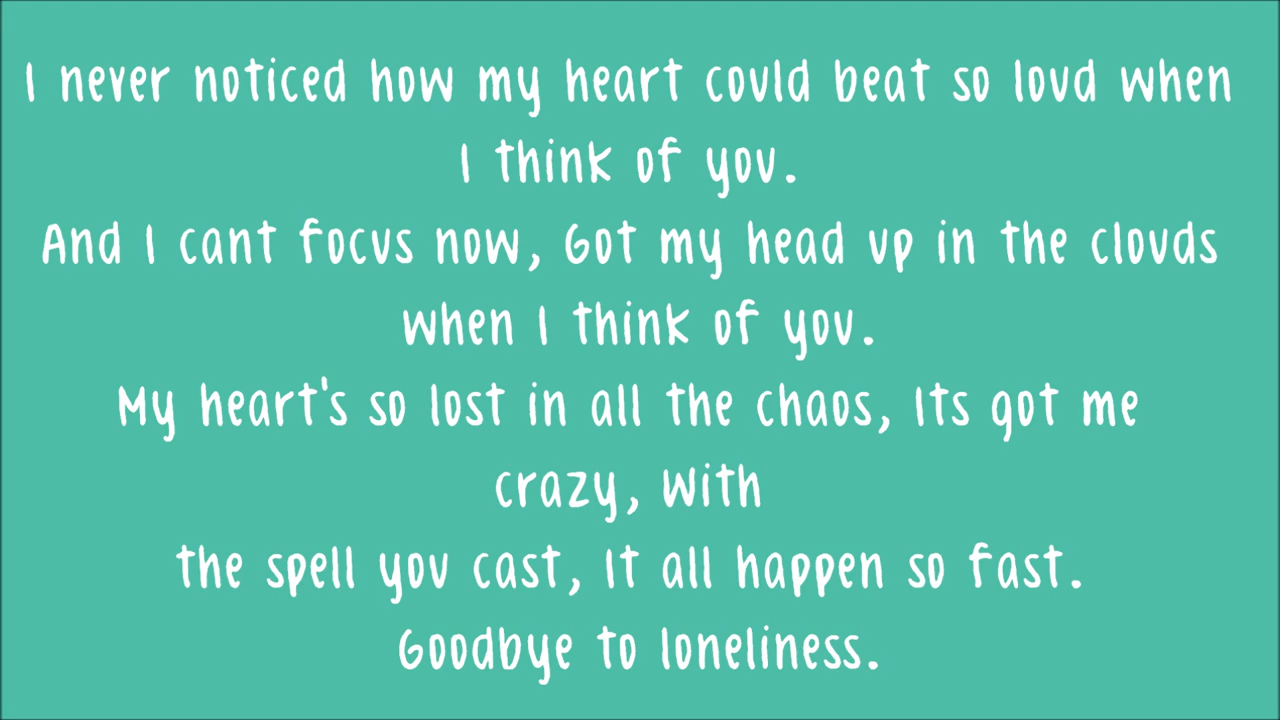 I never noticed how my heart could beat so loud when
I think of you.
And I cant focus now, Got my head up in the clouds
when I think of you.
My heart's so lost in all the chaos, Its got me
crazy, With
the spell you cast, It all happen so fast.
Goodbye to loneliness.